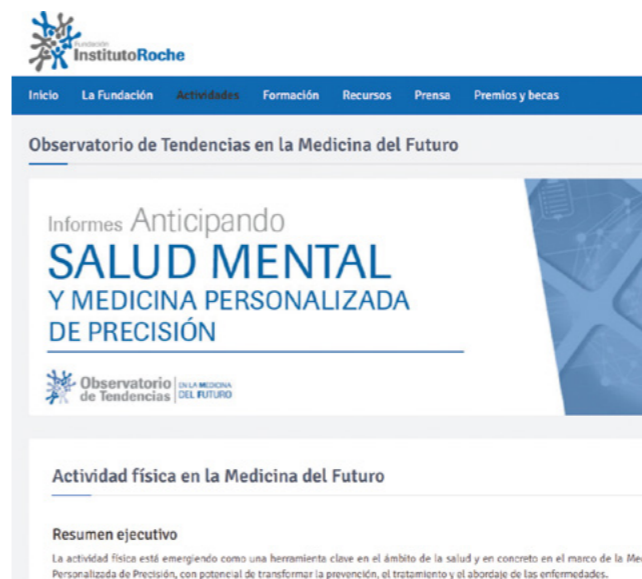 Fundación
InstitutoRoche
Inicio La Fundación Actividades Formación Recursos Prensa Premios y becas
Observatorio de Tendencias en la Medicina del Futuro
Informes Anticipando
SALUD MENTAL
Y MEDICINA PERSONALIZADA
DE PRECISIÓN
Observatorio EN LA MEDICINA
de Tendencias DEL FUTURO
Actividad física en la Medicina del Futuro
Resumen ejecutivo
La actividad física está emergiendo como una herramienta clave en el ámbito de la salud y en concreto en el marco de la Me
Personalizada de Precisión, con potencial de transformar la prevención, el tratamiento y el abordaje de las enfermedades.